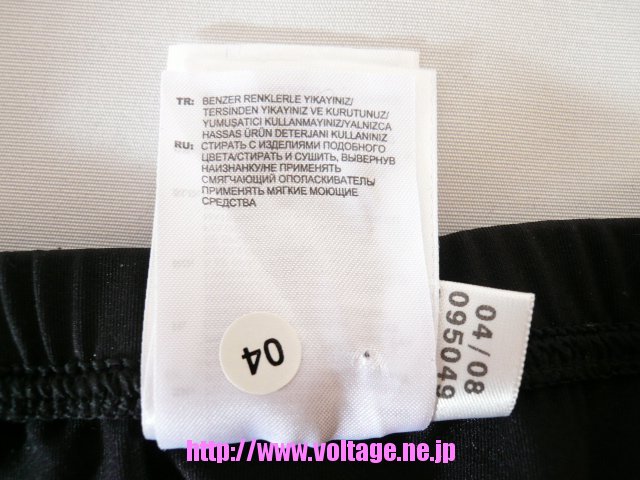 TR: BENZER RENKLERLE YIKAYINIZ/
TERSİNDEN YIKAYINIZ VE KURUTUNUZ/
YUMUŞATICI KULLANMAYINIZ/YALNIZCA
HASSAS ÜRÜN DETERJANI KULLANINIZ
RU: СТИРАТЬ С ИЗДЕЛИЯМИ ПОДОБНОГО
ЦВЕТА/СТИРАТЬ И СУШИТЬ, ВЫВЕРНУВ
НАИЗНАНКУ/НЕ ПРИМЕНЯТЬ
СМЯГЧАЮЩИЙ ОПОЛАСКИВАТЕЛЬ/
ПРИМЕНЯТЬ МЯГКИЕ МОЮЩИЕ
СРЕДСТВА
04
04/08
095049
http://www.voltage.ne.jp